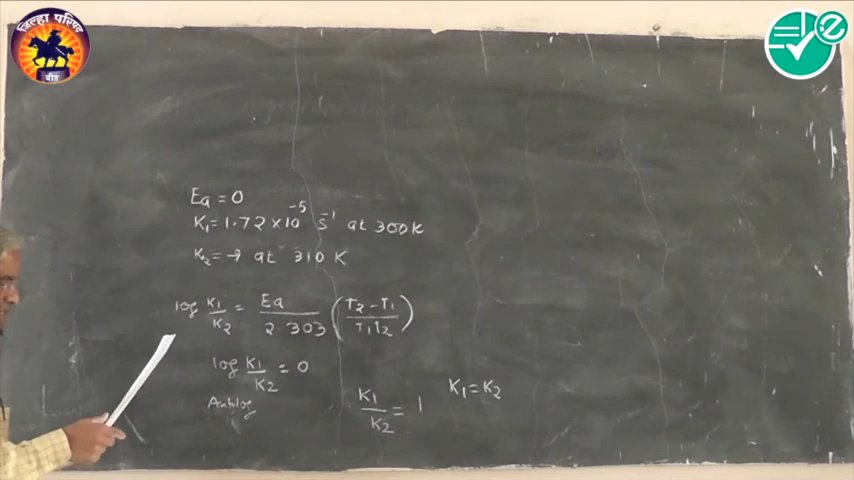 जिल्हा परिषद
बीड
e
Ea = 0
K₁ = 1.72 × 10⁻⁵ s⁻¹ at 300K
K₂ = → at 310 K
log K₁/K₂ = Ea/2.303 (T₂ - T₁/T₁T₂)
log K₁/K₂ = 0
Antilog K₁/K₂ = 1 K₁ = K₂